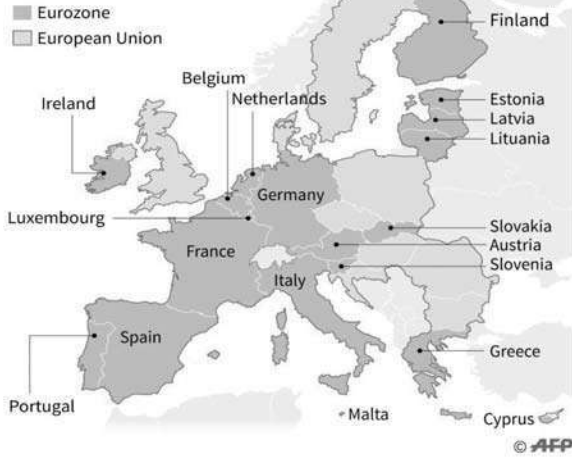 Eurozone
European Union
Finland
Belgium
Ireland
Netherlands
Estonia
Latvia
Lituania
Germany
Luxembourg
Slovakia
Austria
France
Slovenia
Italy
Spain
Greece
Portugal
Malta
Cyprus
© AFP